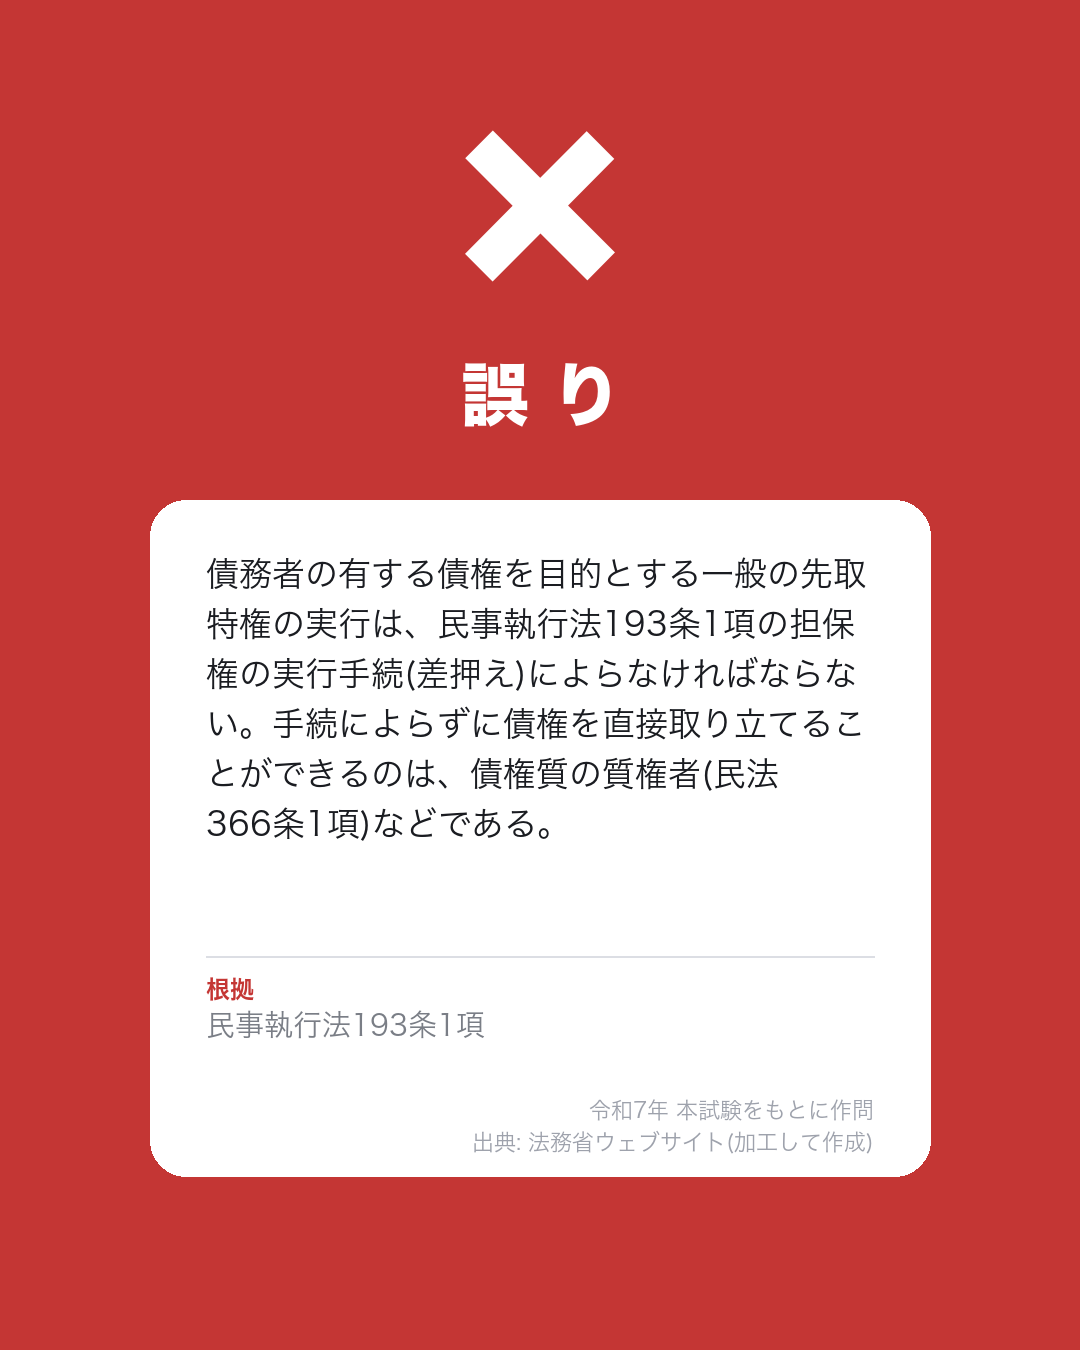 誤り
債務者の有する債権を目的とする一般の先取
特権の実行は、民事執行法193条1項の担保
権の実行手続(差押え)によらなければならな
い。手続によらずに債権を直接取り立てるこ
とができるのは、債権質の質権者(民法
366条1項)などである。
根拠
民事執行法193条1項
令和7年 本試験をもとに作問
出典: 法務省ウェブサイト(加工して作成)